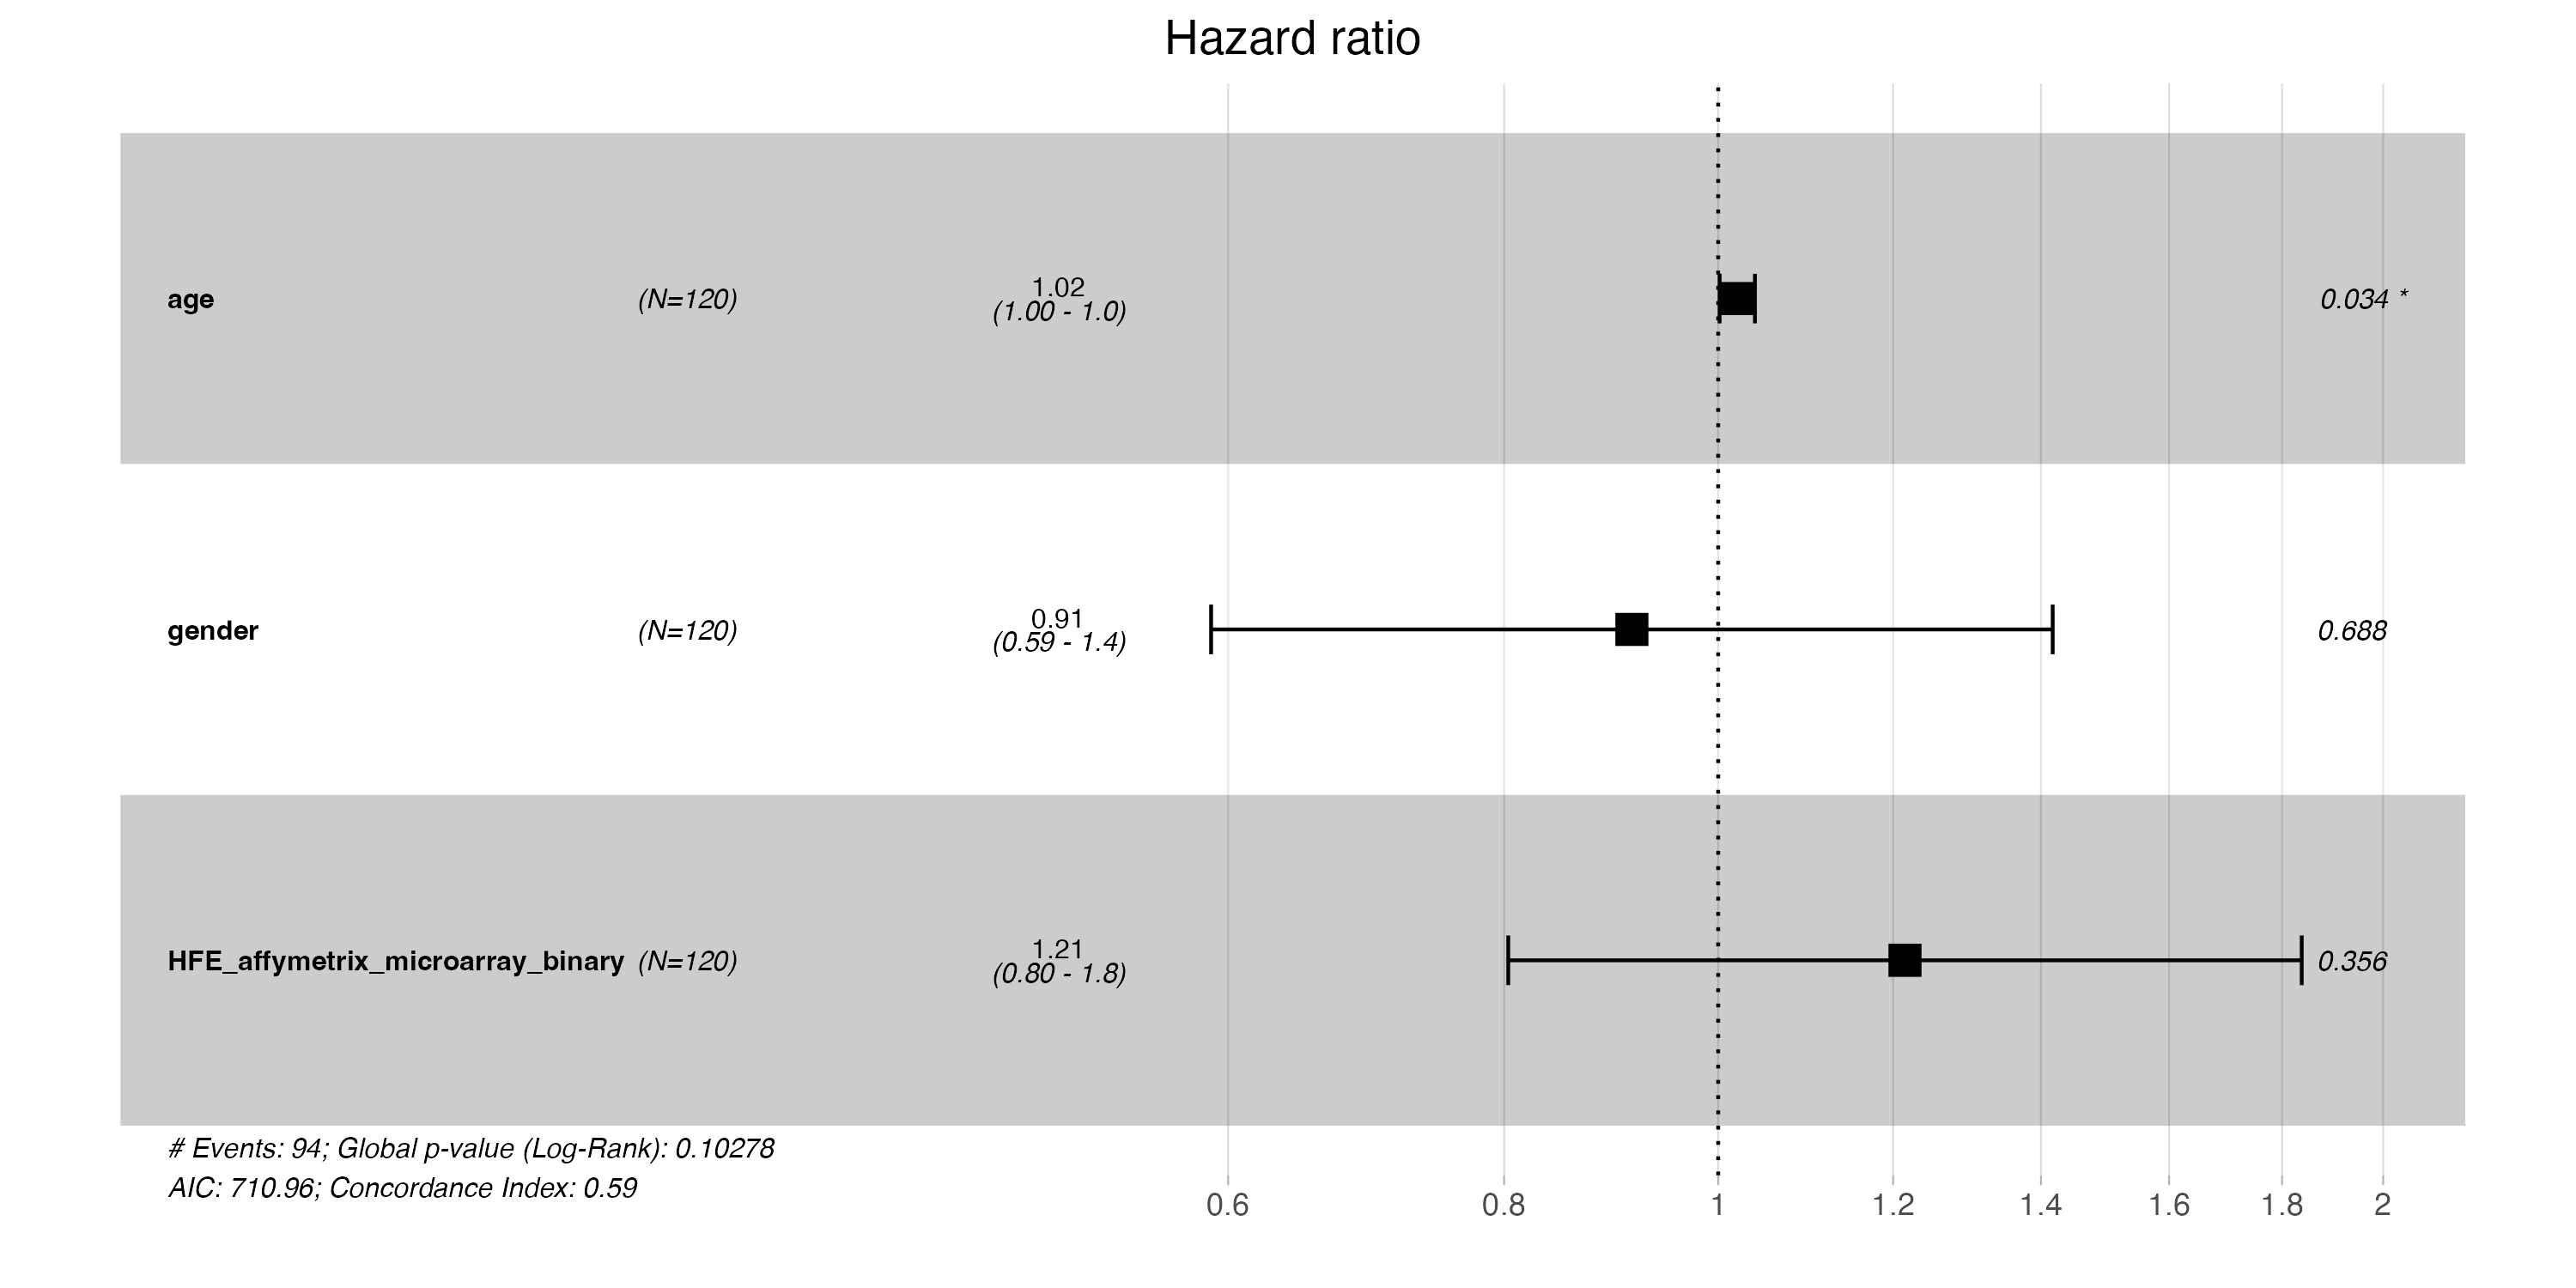 Hazard ratio
age (N=120) 1.02 0.034 *
(1.00 - 1.0)
gender (N=120) 0.91 0.688
(0.59 - 1.4)
HFE_affymetrix_microarray_binary (N=120) 1.21 0.356
(0.80 - 1.8)
# Events: 94; Global p-value (Log-Rank): 0.10278
AIC: 710.96; Concordance Index: 0.59
0.6 0.8 1 1.2 1.4 1.6 1.8 2